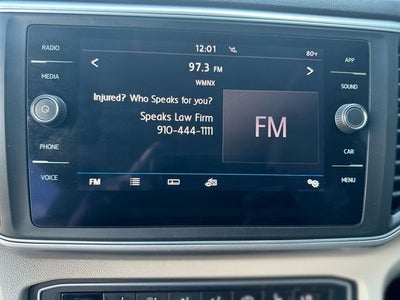 RADIO
MEDIA
PHONE
VOICE
12:01
80°F
< 97.3 FM >
WMNX
Injured? Who Speaks for you?
Speaks Law Firm
910-444-1111
FM
FM
APP
SOUND
CAR
MENU